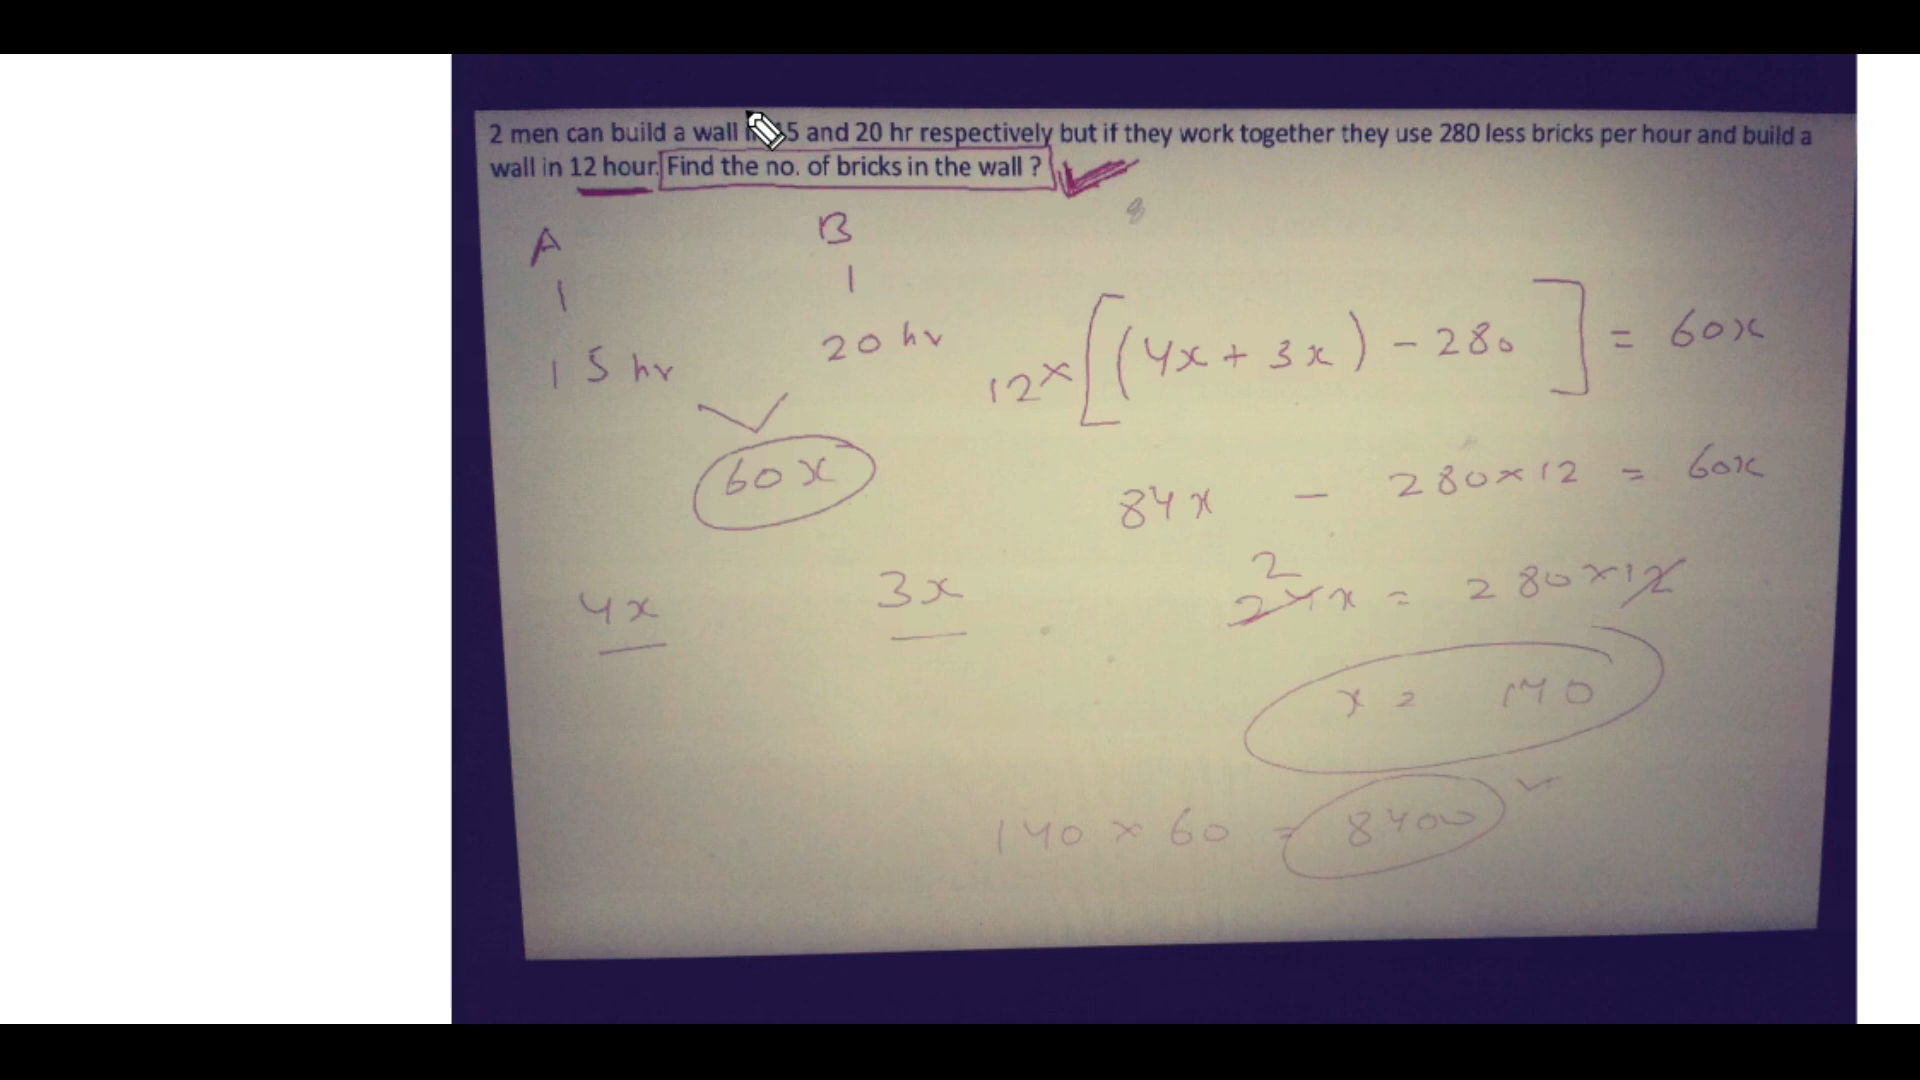 2 men can build a wall 15 and 20 hr respectively but if they work together they use 280 less bricks per hour and build a
wall in 12 hour. Find the no. of bricks in the wall ?
A B
1 1
15 hr 20 hr
60x
4x 3x
12 × [(4x + 3x) - 280] = 60x
84x - 280×12 = 60x
2
24x = 280×12
x = 140
140 × 60 = 8400